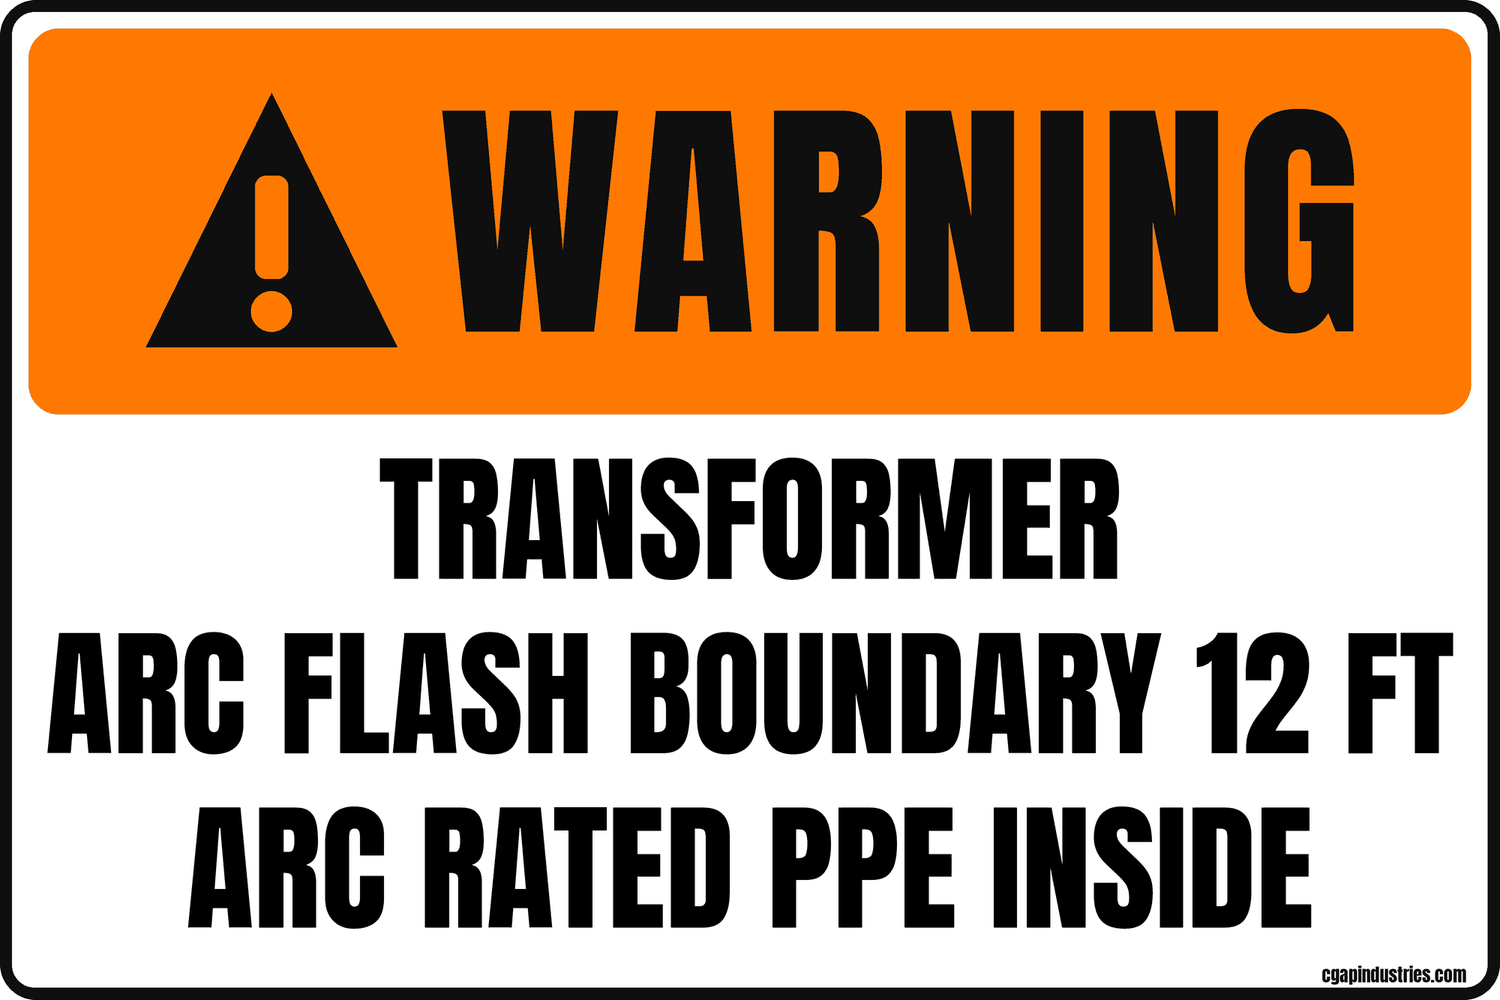 WARNING
TRANSFORMER
ARC FLASH BOUNDARY 12 FT
ARC RATED PPE INSIDE
cgapindustries.com